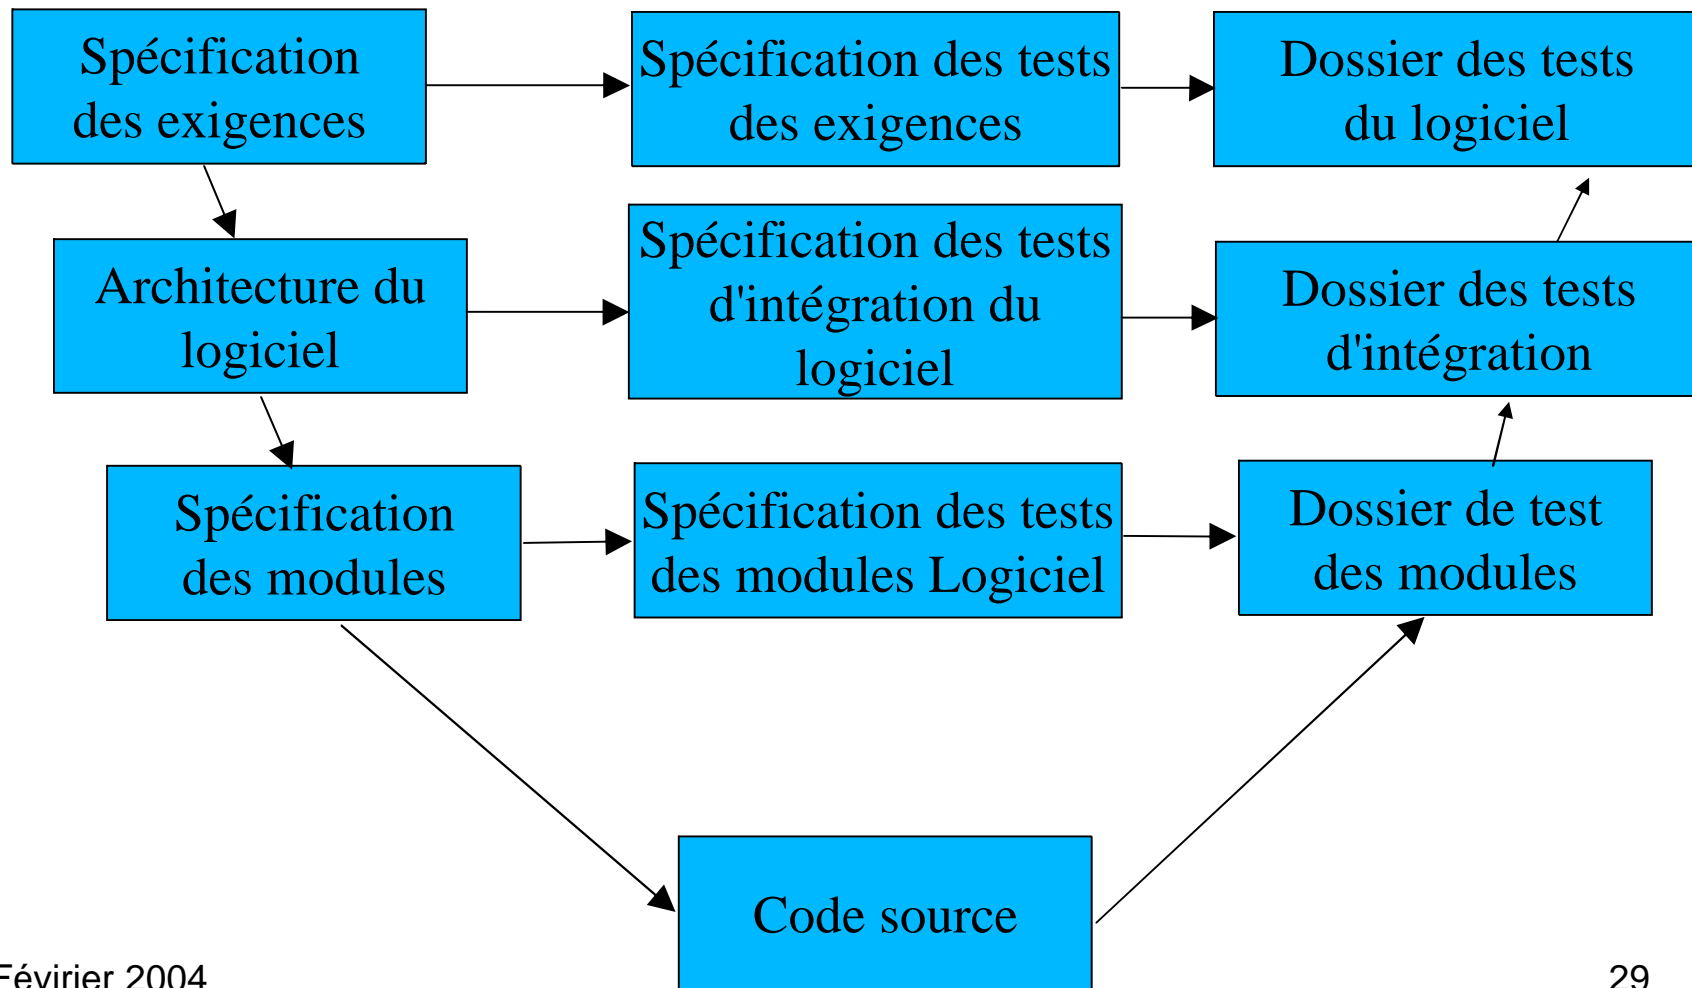 Spécification
des exigences
Spécification des tests
des exigences
Dossier des tests
du logiciel
Architecture du
logiciel
Spécification des tests
d'intégration du
logiciel
Dossier des tests
d'intégration
Spécification
des modules
Spécification des tests
des modules Logiciel
Dossier de test
des modules
Code source
Févirier 2004
29